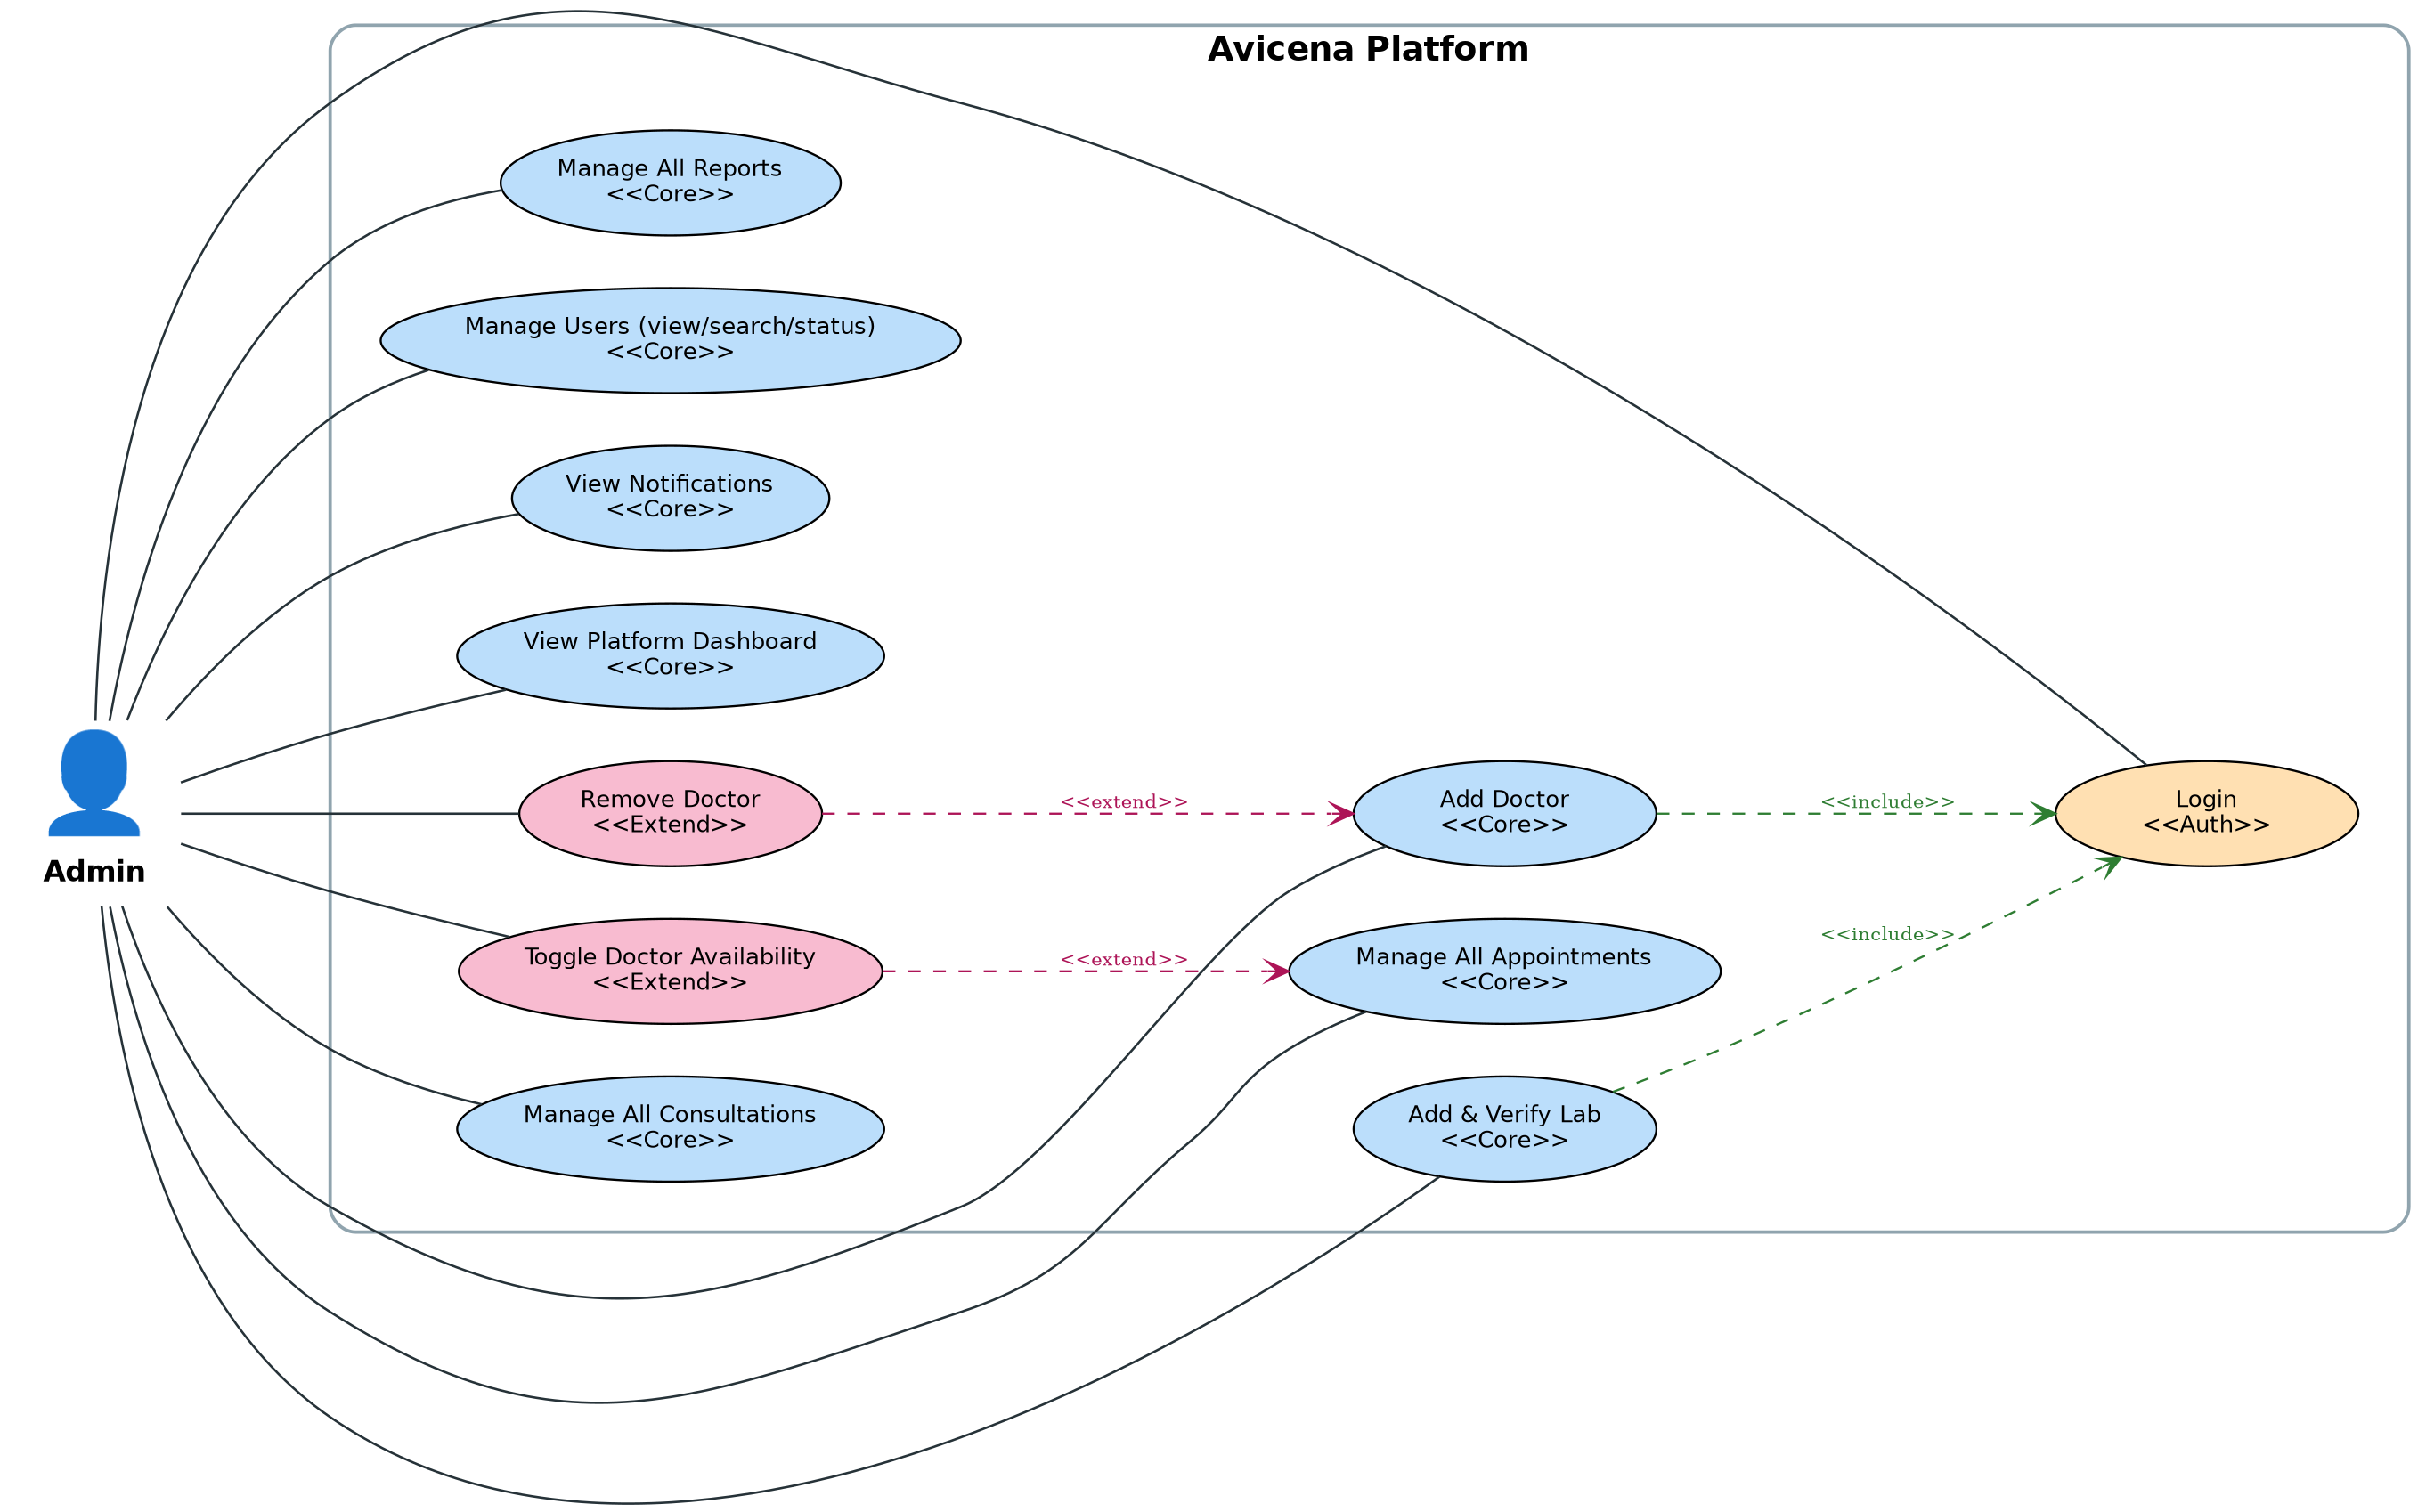 Avicena Platform
Manage All Reports
<<Core>>
Manage Users (view/search/status)
<<Core>>
View Notifications
<<Core>>
View Platform Dashboard
<<Core>>
Remove Doctor
<<Extend>>
<<extend>>
Add Doctor
<<Core>>
<<include>>
Login
<<Auth>>
Admin
Toggle Doctor Availability
<<Extend>>
<<extend>>
Manage All Appointments
<<Core>>
<<include>>
Manage All Consultations
<<Core>>
Add & Verify Lab
<<Core>>